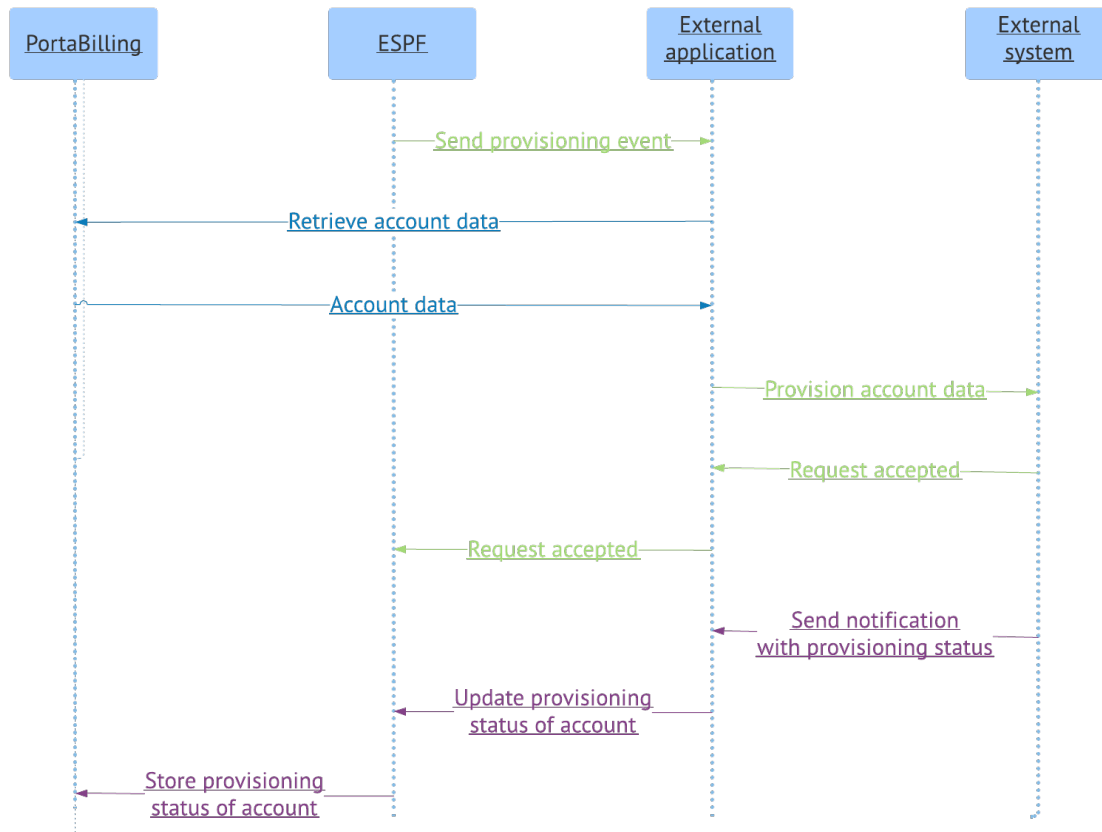 PortaBilling
ESPF
External
application
External
system
Send provisioning event
Retrieve account data
Account data
Provision account data
Request accepted
Request accepted
Send notification
with provisioning status
Update provisioning
status of account
Store provisioning
status of account